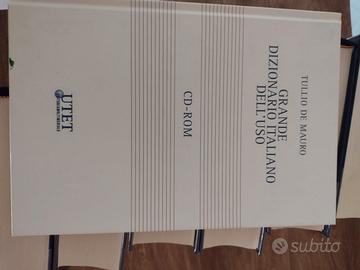 TULLIO DE MAURO
GRANDE
DIZIONARIO ITALIANO
DELL'USO
CD-ROM
UTET
subito